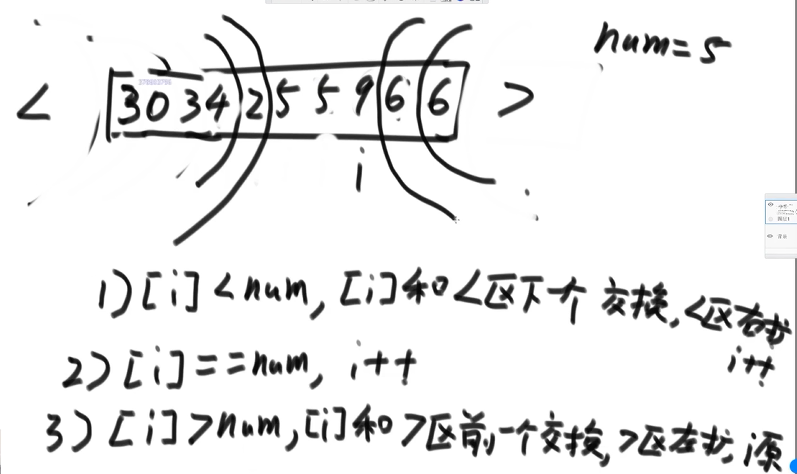 num=5
< 3 0 3 4 2 5 5 9 6 6 >
i
1) [i]<num, [i]和<区下一个 交换, <区右扩
i++
2) [i]==num, i++
3) [i]>num, [i]和>区前一个交换, >区左扩, i原